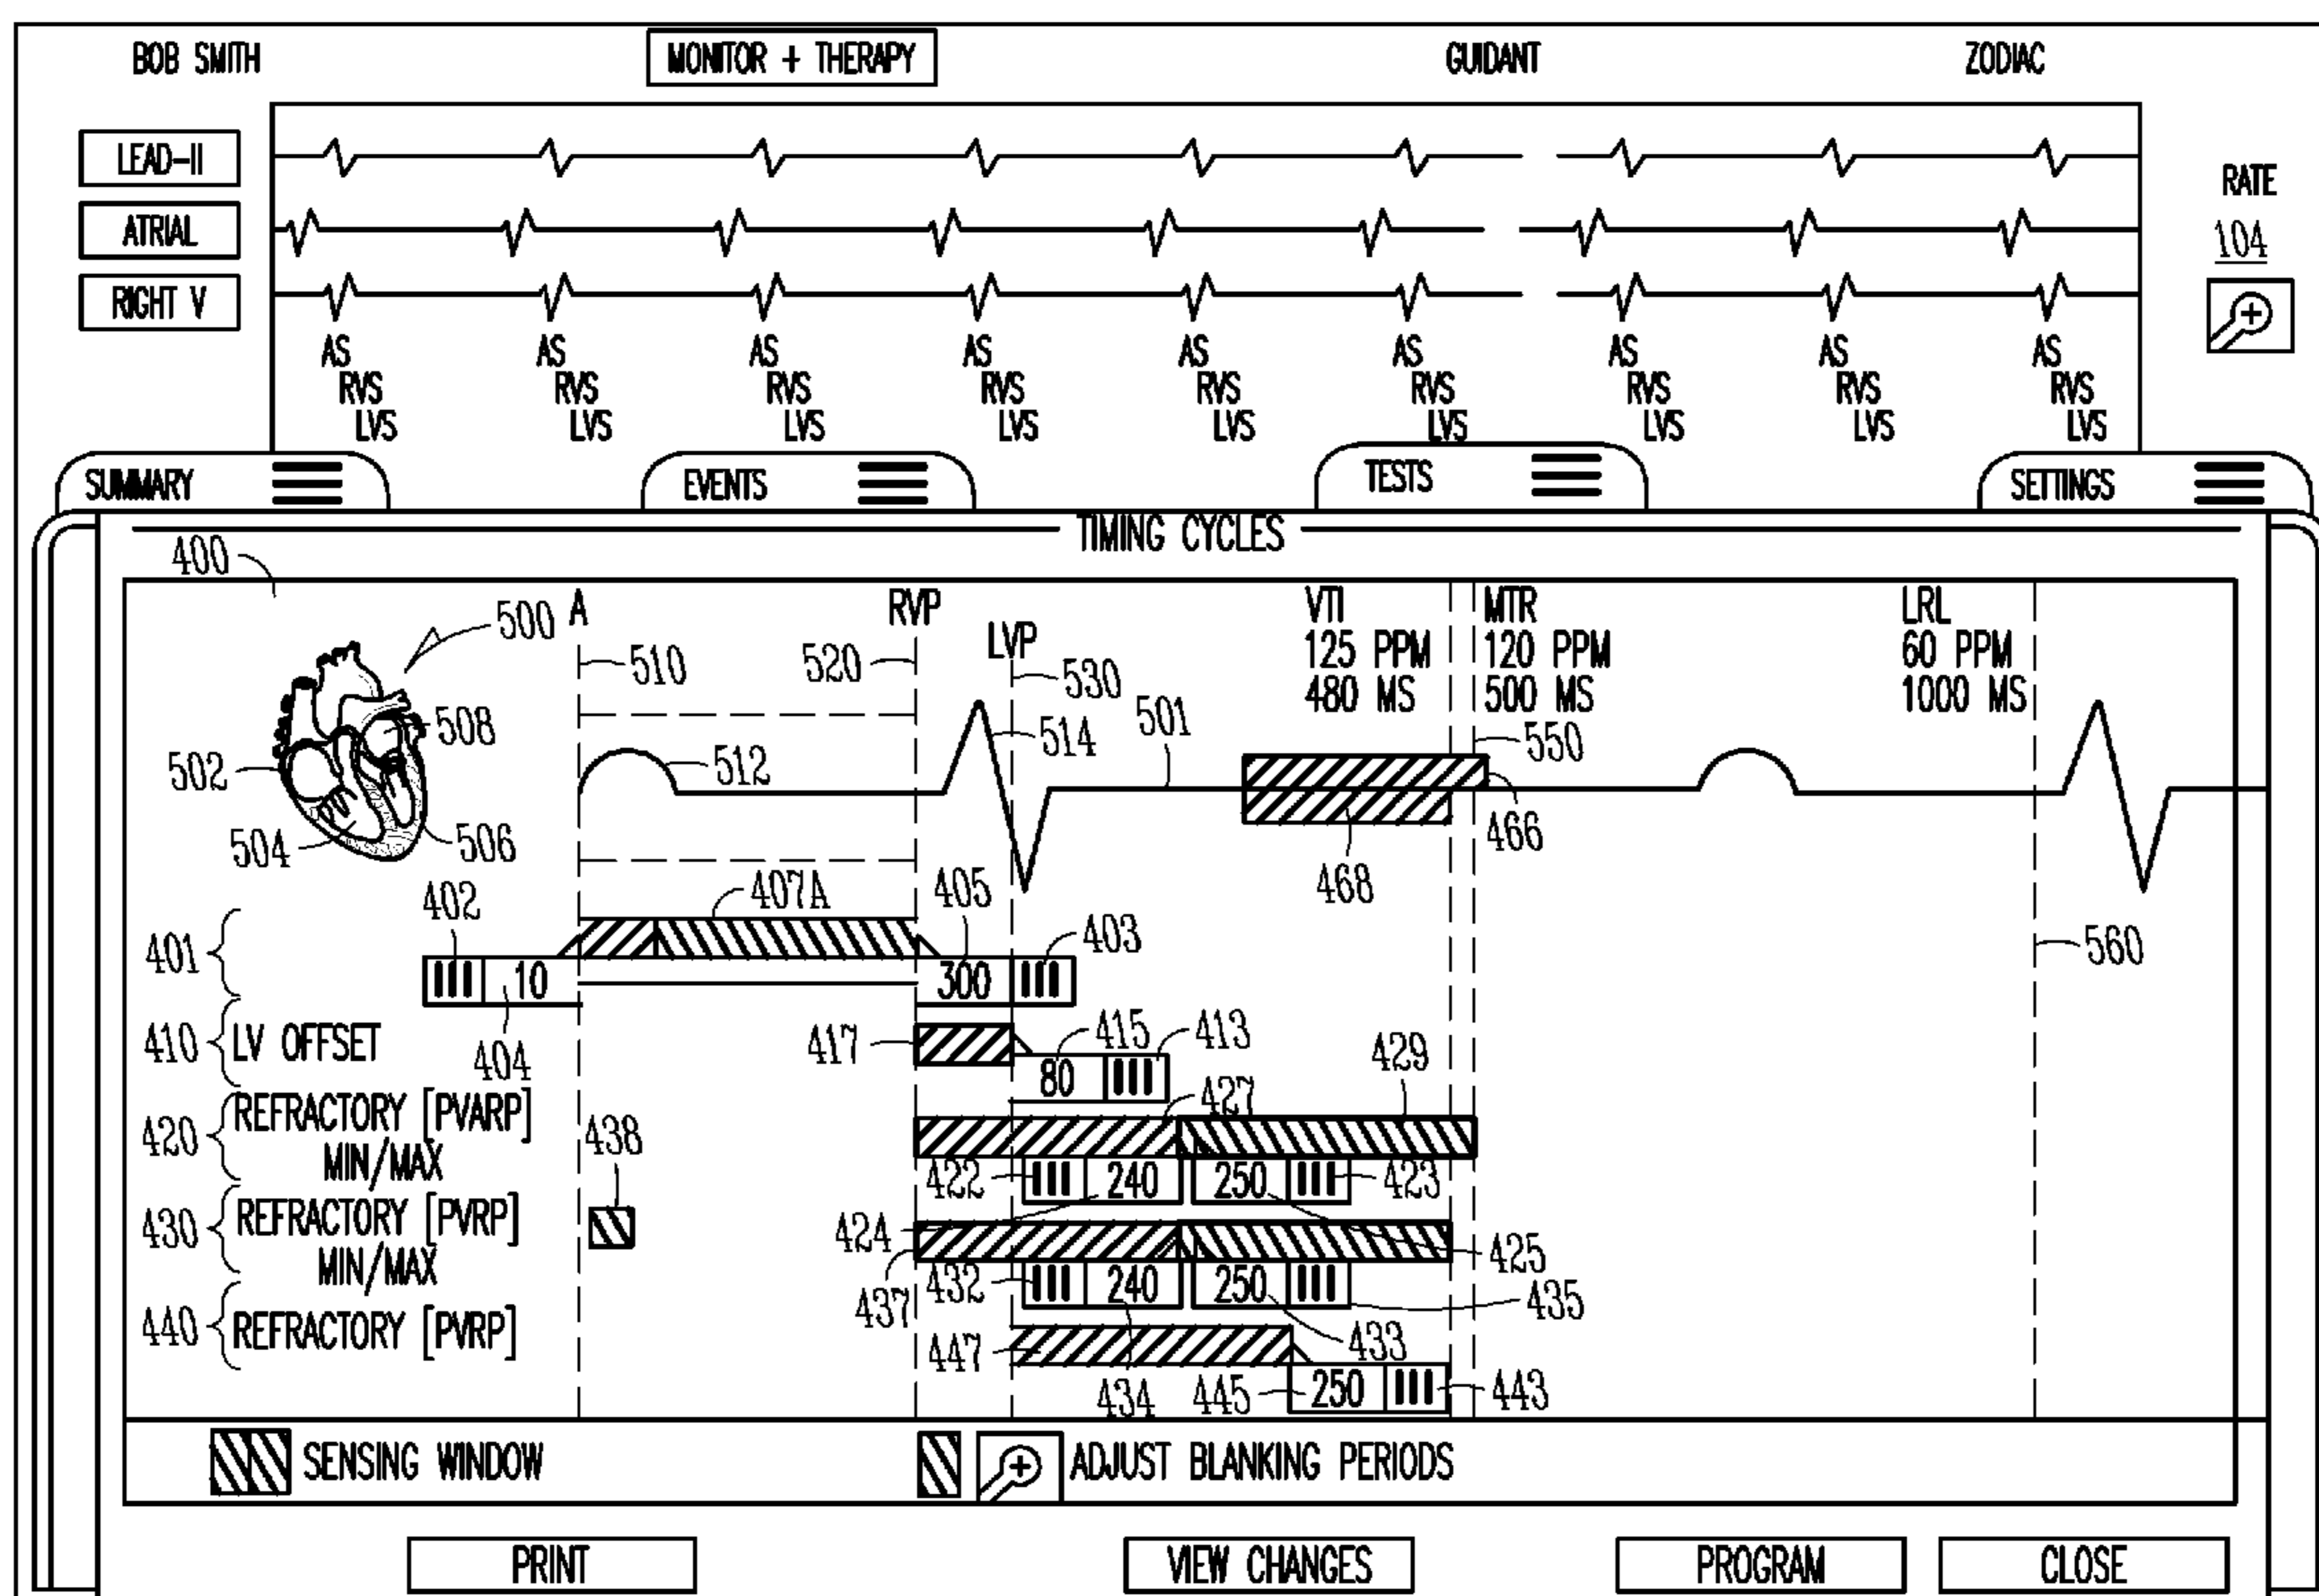 BOB SMITH
MONITOR + THERAPY
GUIDANT
ZODIAC
LEAD-II
ATRIAL
RIGHT V
RATE
104
AS AS AS AS AS AS AS AS AS
RVS RVS RVS RVS RVS RVS RVS RVS RVS
LVS LVS LVS LVS LVS LVS LVS LVS LVS
SUMMARY
EVENTS
TESTS
SETTINGS
TIMING CYCLES
400
500
A
510
RVP
520
LVP
530
VTI
125 PPM
480 MS
MTR
120 PPM
500 MS
LRL
60 PPM
1000 MS
508
502
504
506
512
514
501
550
466
468
560
402
407A
405
403
401
10
300
404
410
LV OFFSET
417
415
413
80
429
427
420
REFRACTORY [PVARP]
MIN/MAX
438
422
240
250
423
424
425
430
REFRACTORY [PVRP]
MIN/MAX
437
432
240
250
435
433
434
440
REFRACTORY [PVRP]
447
445
250
443
SENSING WINDOW
ADJUST BLANKING PERIODS
PRINT
VIEW CHANGES
PROGRAM
CLOSE